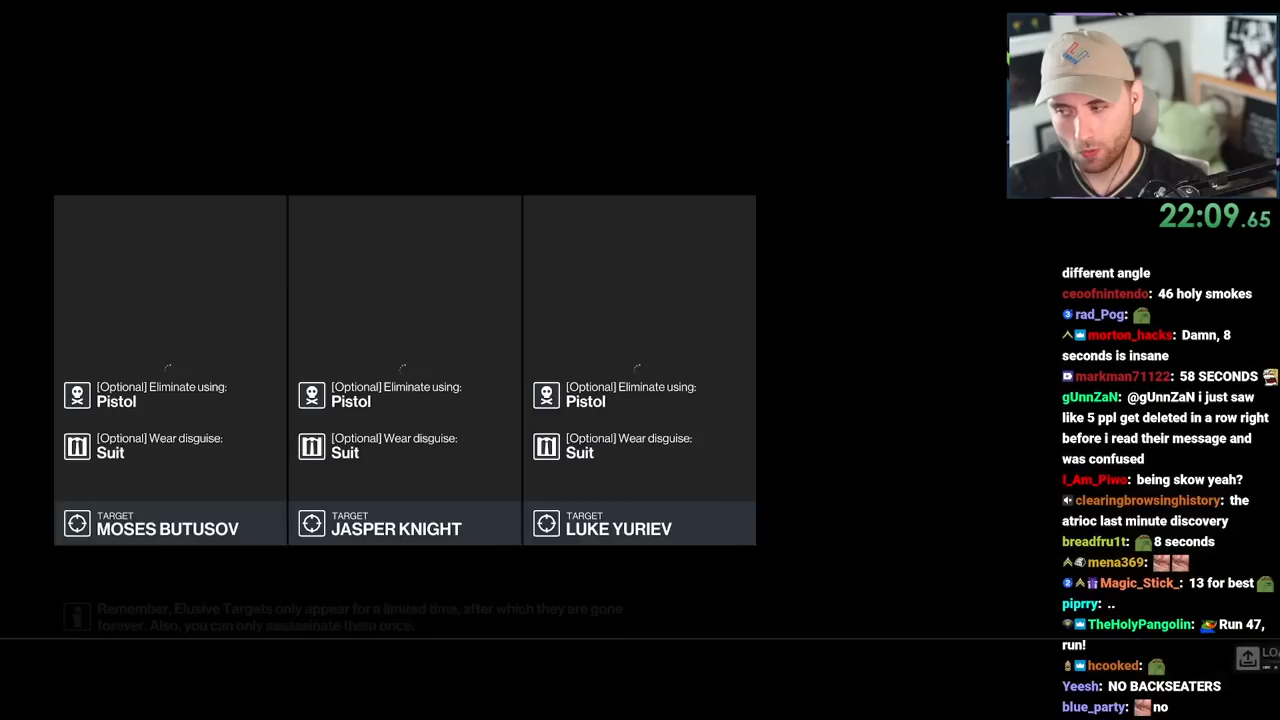 22:09.65
different angle
ceoofnintendo: 46 holy smokes
rad_Pog:
morton_hacks: Damn, 8
seconds is insane
markman71122: 58 SECONDS
gUnnZaN: @gUnnZaN i just saw
like 5 ppl get deleted in a row right
before i read their message and
was confused
I_Am_Piwo: being skow yeah?
clearingbrowsinghistory: the
atrioc last minute discovery
breadfru1t: 8 seconds
mena369:
Magic_Stick_: 13 for best
piprry: ..
TheHolyPangolin: Run 47,
run!
hcooked:
Yeesh: NO BACKSEATERS
blue_party: no
[Optional] Eliminate using:
Pistol
[Optional] Wear disguise:
Suit
TARGET
MOSES BUTUSOV
[Optional] Eliminate using:
Pistol
[Optional] Wear disguise:
Suit
TARGET
JASPER KNIGHT
[Optional] Eliminate using:
Pistol
[Optional] Wear disguise:
Suit
TARGET
LUKE YURIEV
Remember, Elusive Targets only appear for a limited time, after which they are gone
forever. Also, you can only assassinate them once.